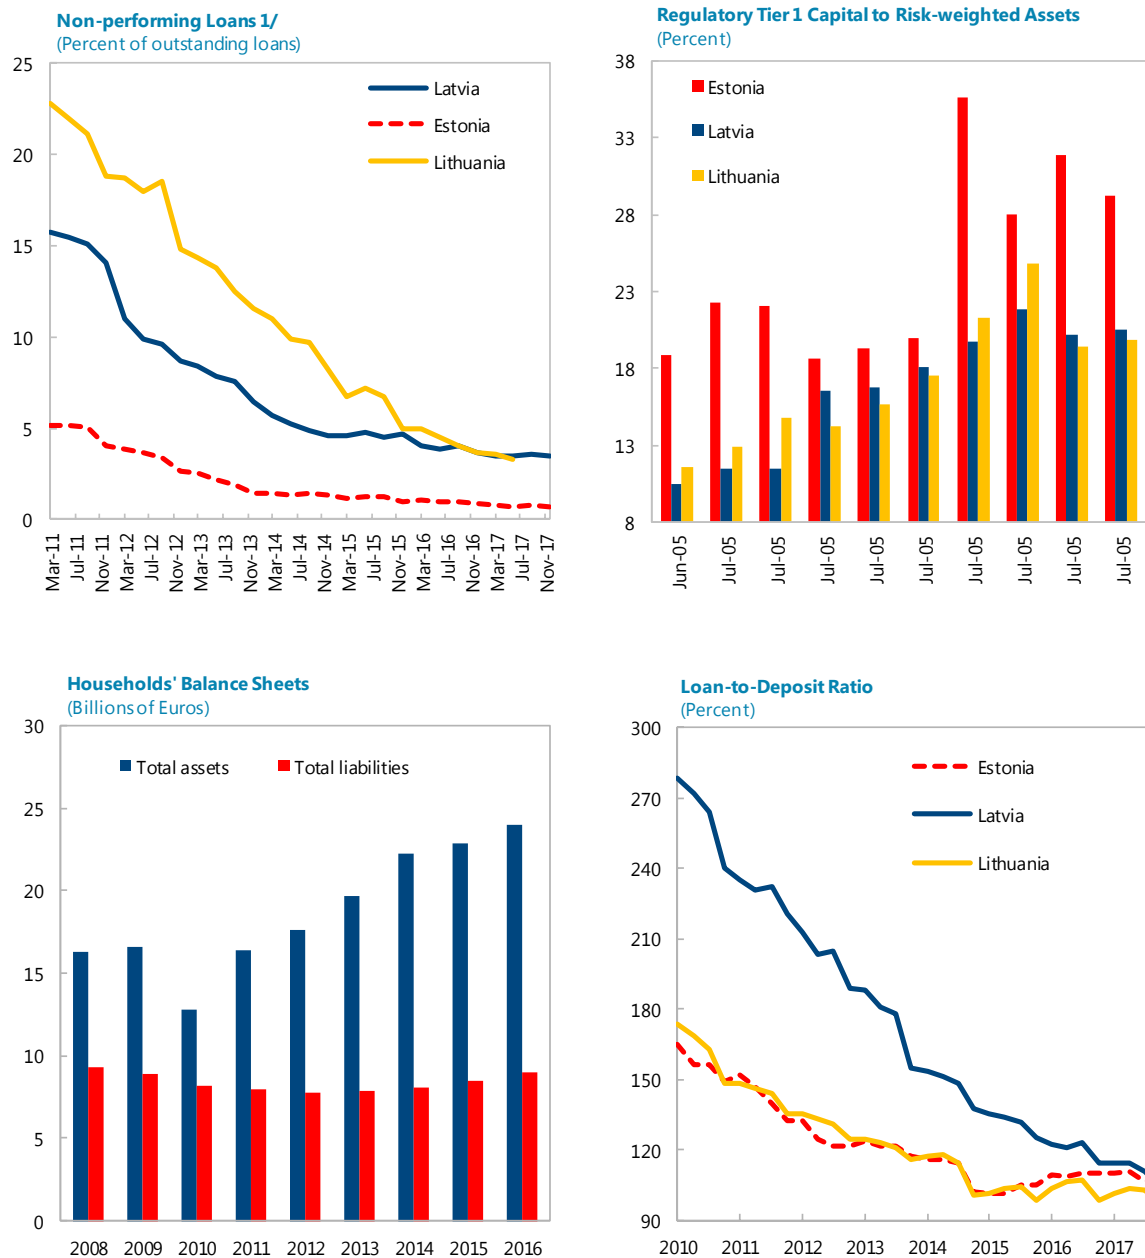 Non-performing Loans 1/
(Percent of outstanding loans)
25
20
15
10
5
0
Latvia
Estonia
Lithuania
Mar-11
Jul-11
Nov-11
Mar-12
Jul-12
Nov-12
Mar-13
Jul-13
Nov-13
Mar-14
Jul-14
Nov-14
Mar-15
Jul-15
Nov-15
Mar-16
Jul-16
Nov-16
Mar-17
Jul-17
Nov-17
Regulatory Tier 1 Capital to Risk-weighted Assets
(Percent)
38
33
28
23
18
13
8
Estonia
Latvia
Lithuania
Jun-05
Jul-05
Jul-05
Jul-05
Jul-05
Jul-05
Jul-05
Jul-05
Jul-05
Jul-05
Households' Balance Sheets
(Billions of Euros)
30
25
20
15
10
5
0
Total assets
Total liabilities
2008 2009 2010 2011 2012 2013 2014 2015 2016
Loan-to-Deposit Ratio
(Percent)
300
270
240
210
180
150
120
90
Estonia
Latvia
Lithuania
2010 2011 2012 2013 2014 2015 2016 2017